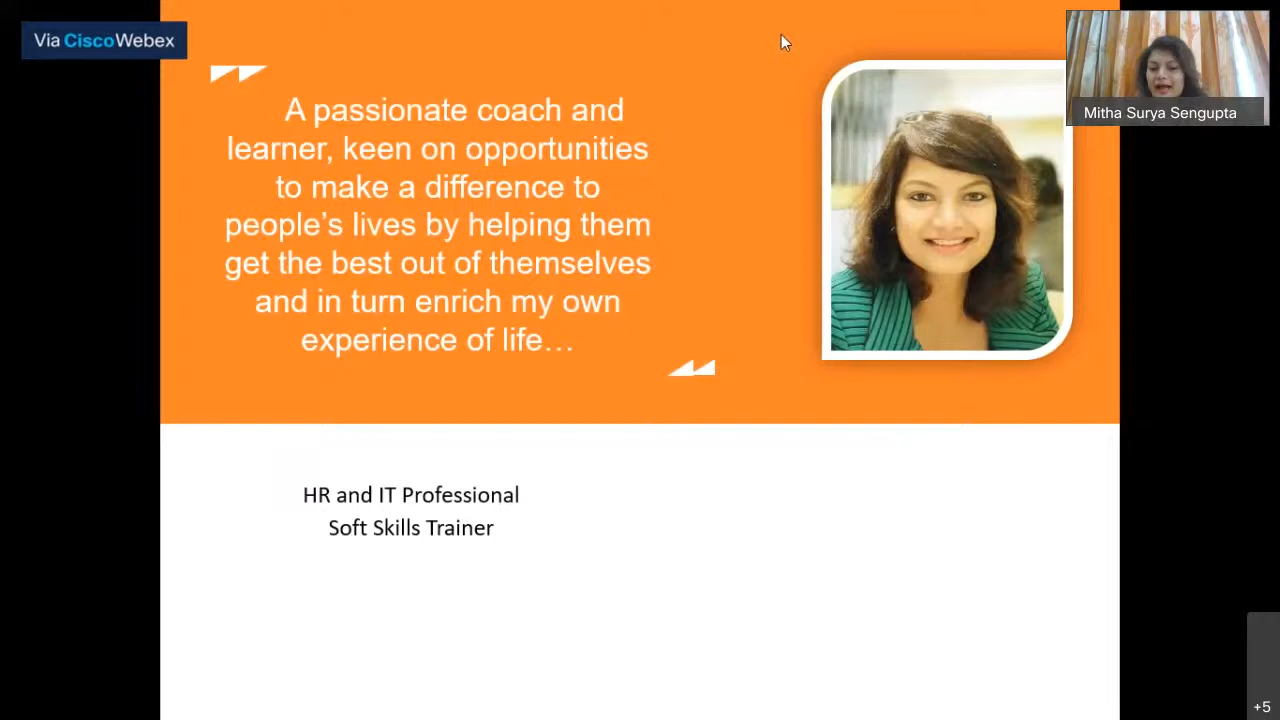 Via CiscoWebex
A passionate coach and
learner, keen on opportunities
to make a difference to
people's lives by helping them
get the best out of themselves
and in turn enrich my own
experience of life…
Mitha Surya Sengupta
HR and IT Professional
Soft Skills Trainer
+5